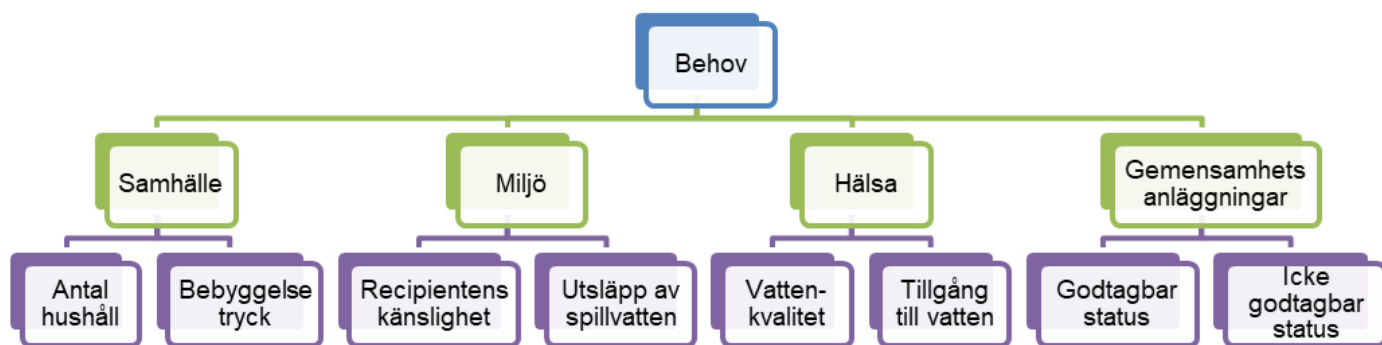 Behov
Samhälle
Miljö
Hälsa
Gemensamhets
anläggningar
Antal
hushåll
Bebyggelse
tryck
Recipientens
känslighet
Utsläpp av
spillvatten
Vatten-
kvalitet
Tillgång
till vatten
Godtagbar
status
Icke
godtagbar
status